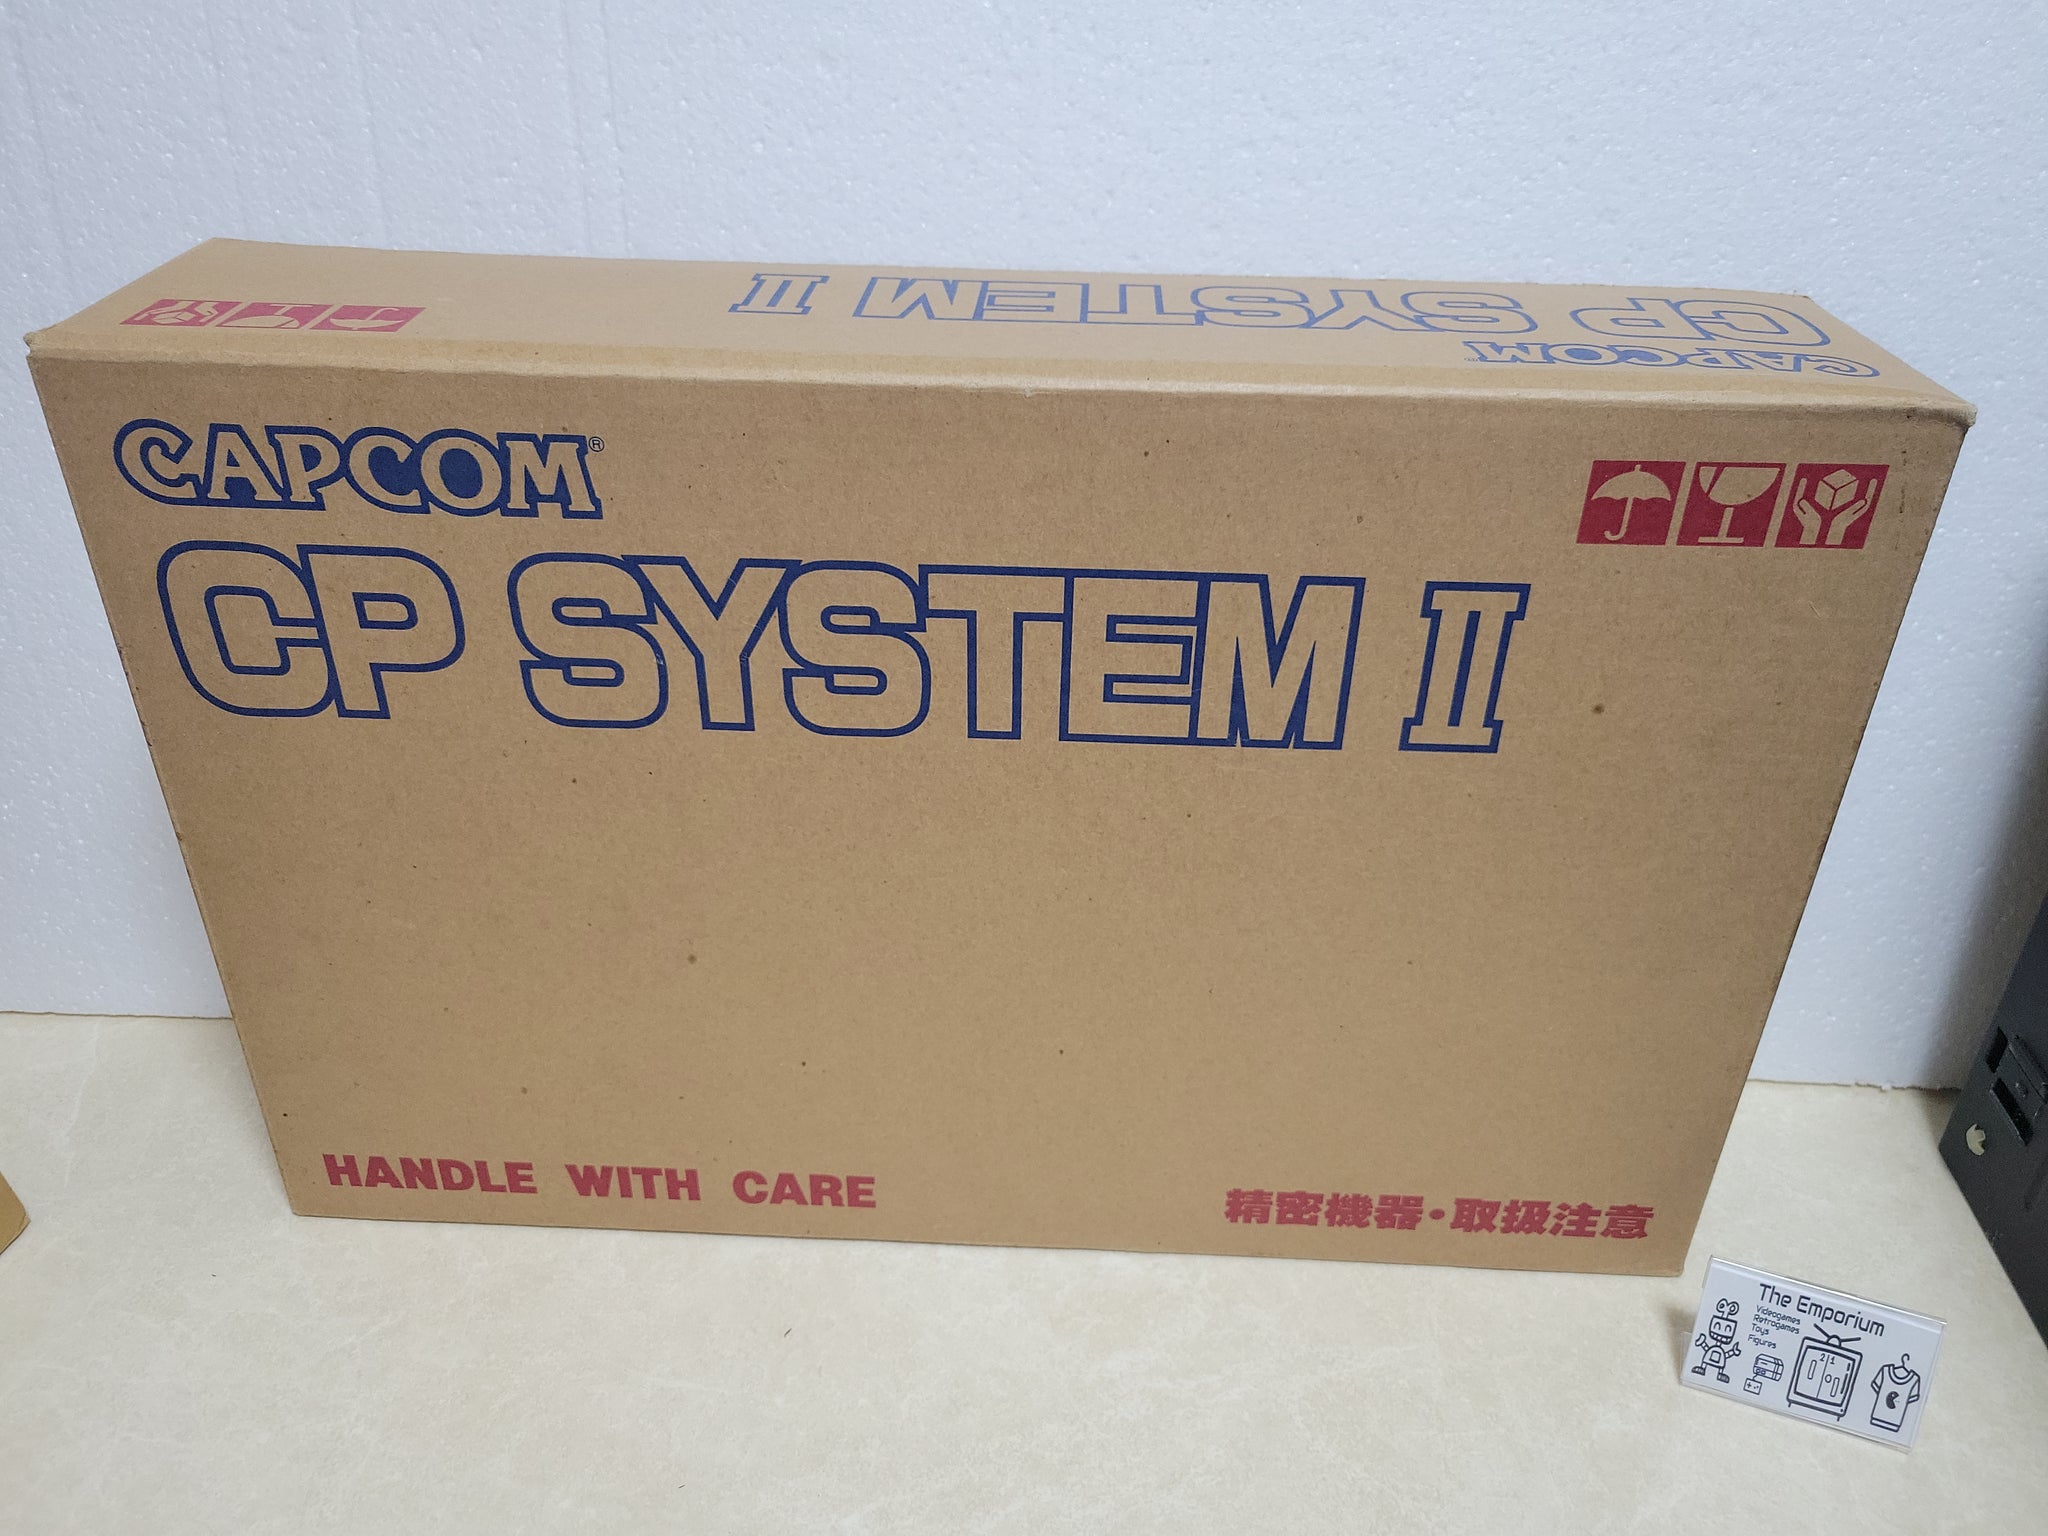 CP SYSTEM II
CAPCOM
CAPCOM®
CP SYSTEM II
HANDLE WITH CARE
精密機器・取扱注意
The Emporium
Videogames
Retrogames
Toys
Figures